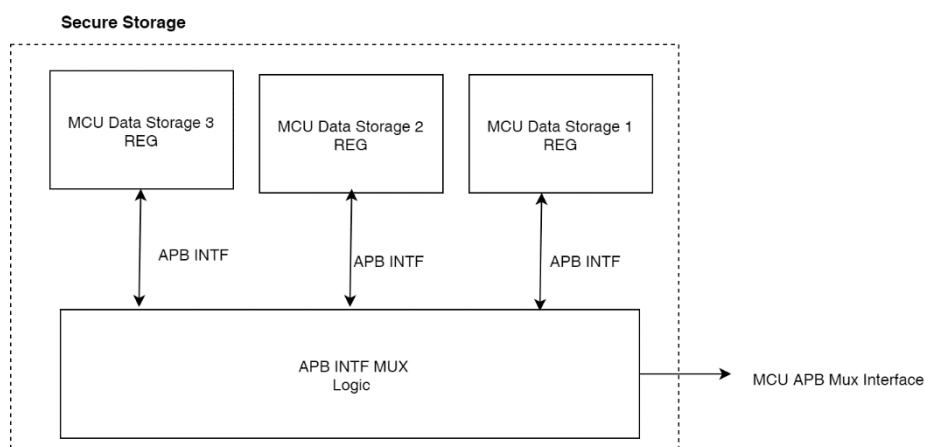 Secure Storage
MCU Data Storage 3
REG
MCU Data Storage 2
REG
MCU Data Storage 1
REG
APB INTF
APB INTF
APB INTF
APB INTF MUX
Logic
MCU APB Mux Interface